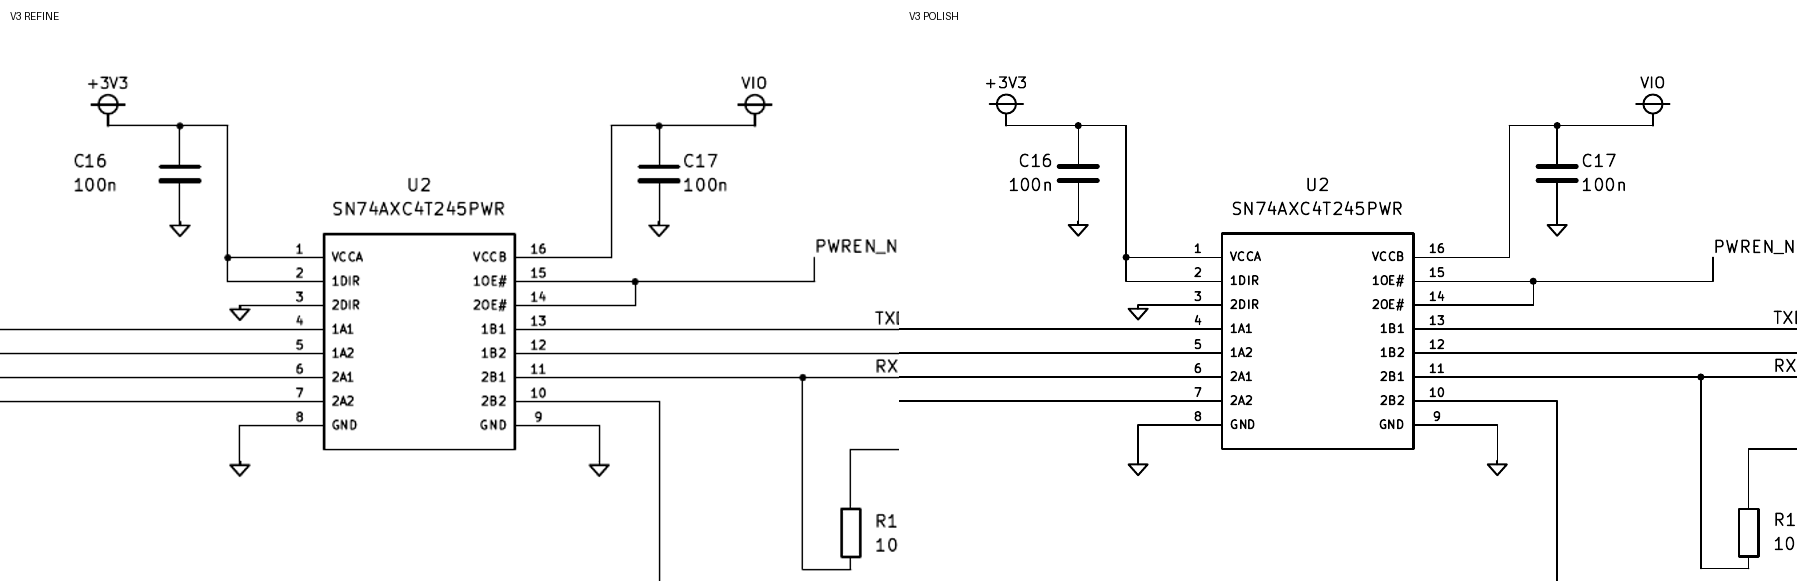 V3 REFINE
+3V3
VIO
C16
100n
C17
100n
U2
SN74AXC4T245PWR
PWREN_N
1 VCCA VCCB 16
2 1DIR 1OE# 15
3 2DIR 2OE# 14
4 1A1 1B1 13
TX
5 1A2 1B2 12
6 2A1 2B1 11
RX
7 2A2 2B2 10
8 GND GND 9
R1
10
V3 POLISH
+3V3
VIO
C16
100n
C17
100n
U2
SN74AXC4T245PWR
PWREN_N
1 VCCA VCCB 16
2 1DIR 1OE# 15
3 2DIR 2OE# 14
4 1A1 1B1 13
TX
5 1A2 1B2 12
6 2A1 2B1 11
RX
7 2A2 2B2 10
8 GND GND 9
R1
10